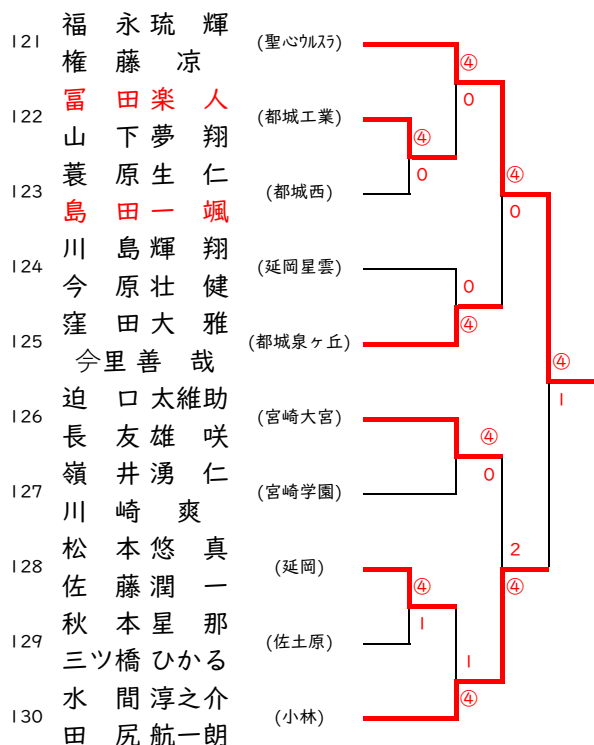 福永琉輝
121 (聖心ウルスラ)
権藤凉
④
冨田楽人
0
122 (都城工業)
山下夢翔
④
④
蓑原生仁
0
123 (都城西)
島田一颯
0
川島輝翔
124 (延岡星雲)
今原壮健
0
窪田大雅
④
125 (都城泉ヶ丘)
今里善哉
④
迫口太維助
1
126 (宮崎大宮)
長友雄咲
④
嶺井湧仁
0
127 (宮崎学園)
川崎爽
松本悠真
2
128 (延岡)
佐藤潤一
④
④
秋本星那
1
129 (佐土原)
三ツ橋ひかる
1
水間淳之介
④
130 (小林)
田尻航一朗